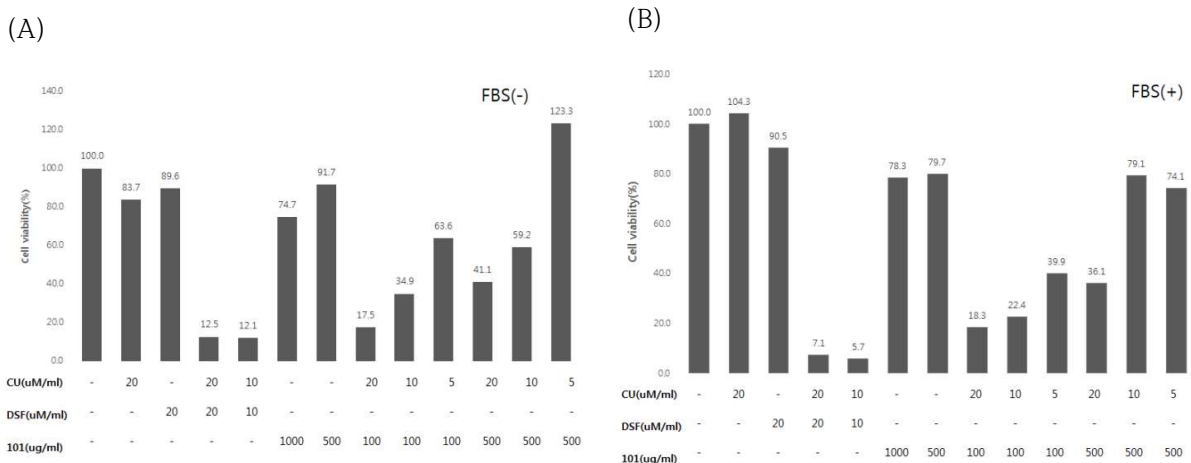 (A)
FBS(-)
Cell viability(%)
140.0
120.0
100.0
80.0
60.0
40.0
20.0
0.0
100.0 83.7 89.6 12.5 12.1 74.7 91.7 17.5 34.9 63.6 41.1 59.2 123.3
CU(uM/ml) - 20 - 20 10 - - 20 10 5 20 10 5
DSF(uM/ml) - - 20 20 10 - - - - - - - -
101(ug/ml) - - - - - 1000 500 100 100 100 500 500 500
(B)
FBS(+)
Cell viability(%)
120.0
100.0
80.0
60.0
40.0
20.0
0.0
100.0 104.3 90.5 7.1 5.7 78.3 79.7 18.3 22.4 39.9 36.1 79.1 74.1
CU(uM/ml) - 20 - 20 10 - - 20 10 5 20 10 5
DSF(uM/ml) - - 20 20 10 - - - - - - - -
101(ug/ml) - - - - - 1000 500 100 100 100 500 500 500